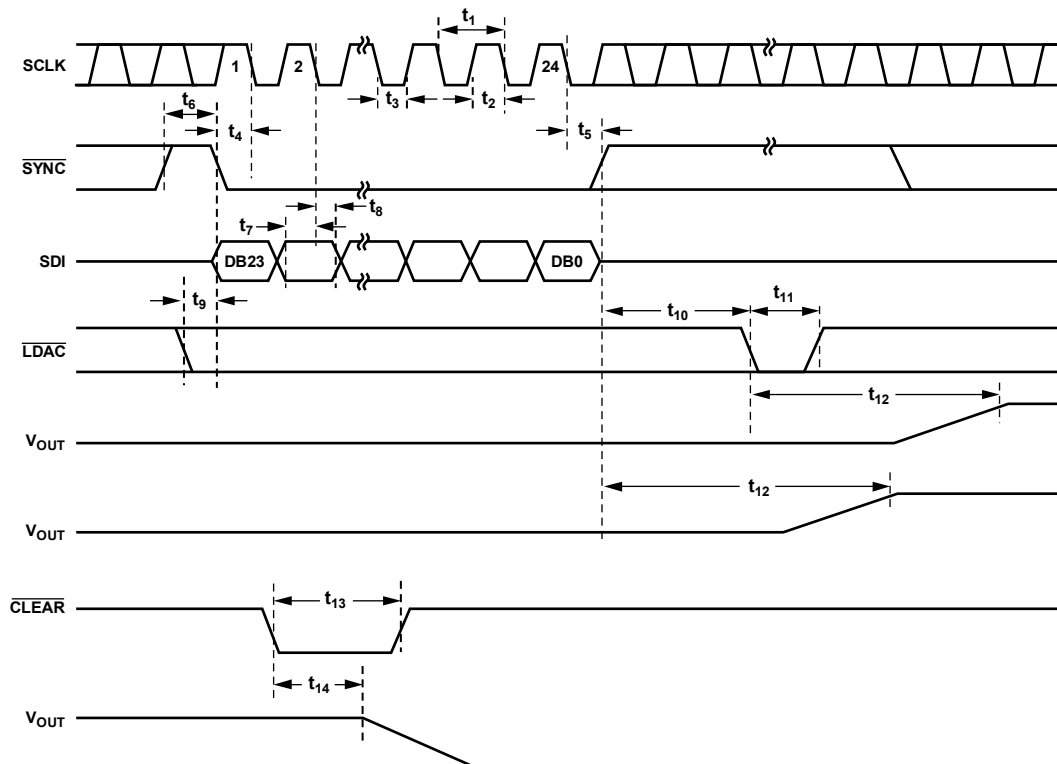 t1
SCLK
1
2
24
t3
t2
t6
t4
t5
SYNC
t7
t8
SDI
DB23
DB0
t9
t10
t11
LDAC
t12
VOUT
t12
VOUT
CLEAR
t13
t14
VOUT